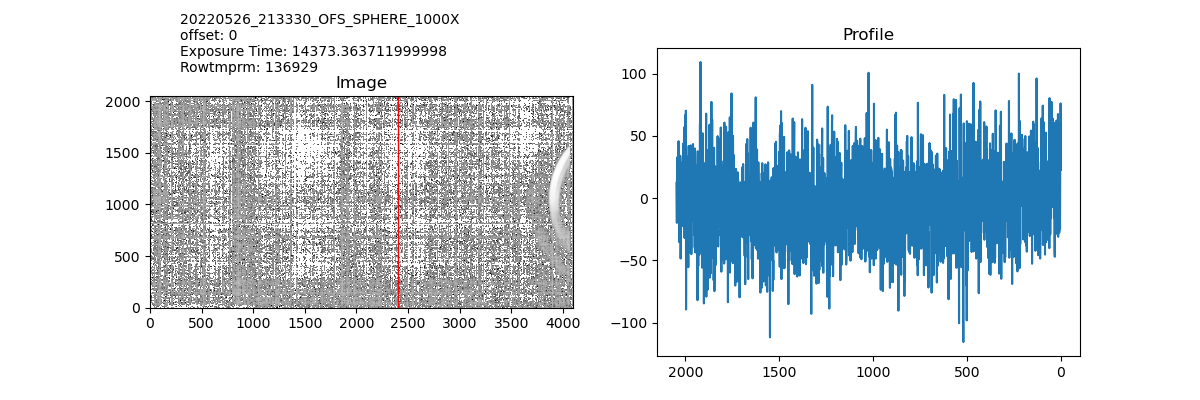 20220526_213330_OFS_SPHERE_1000X
offset: 0
Exposure Time: 14373.363711999998
Rowtmprm: 136929
Image
2000
1500
1000
500
0
0 500 1000 1500 2000 2500 3000 3500 4000
Profile
100
50
0
−50
−100
2000 1500 1000 500 0